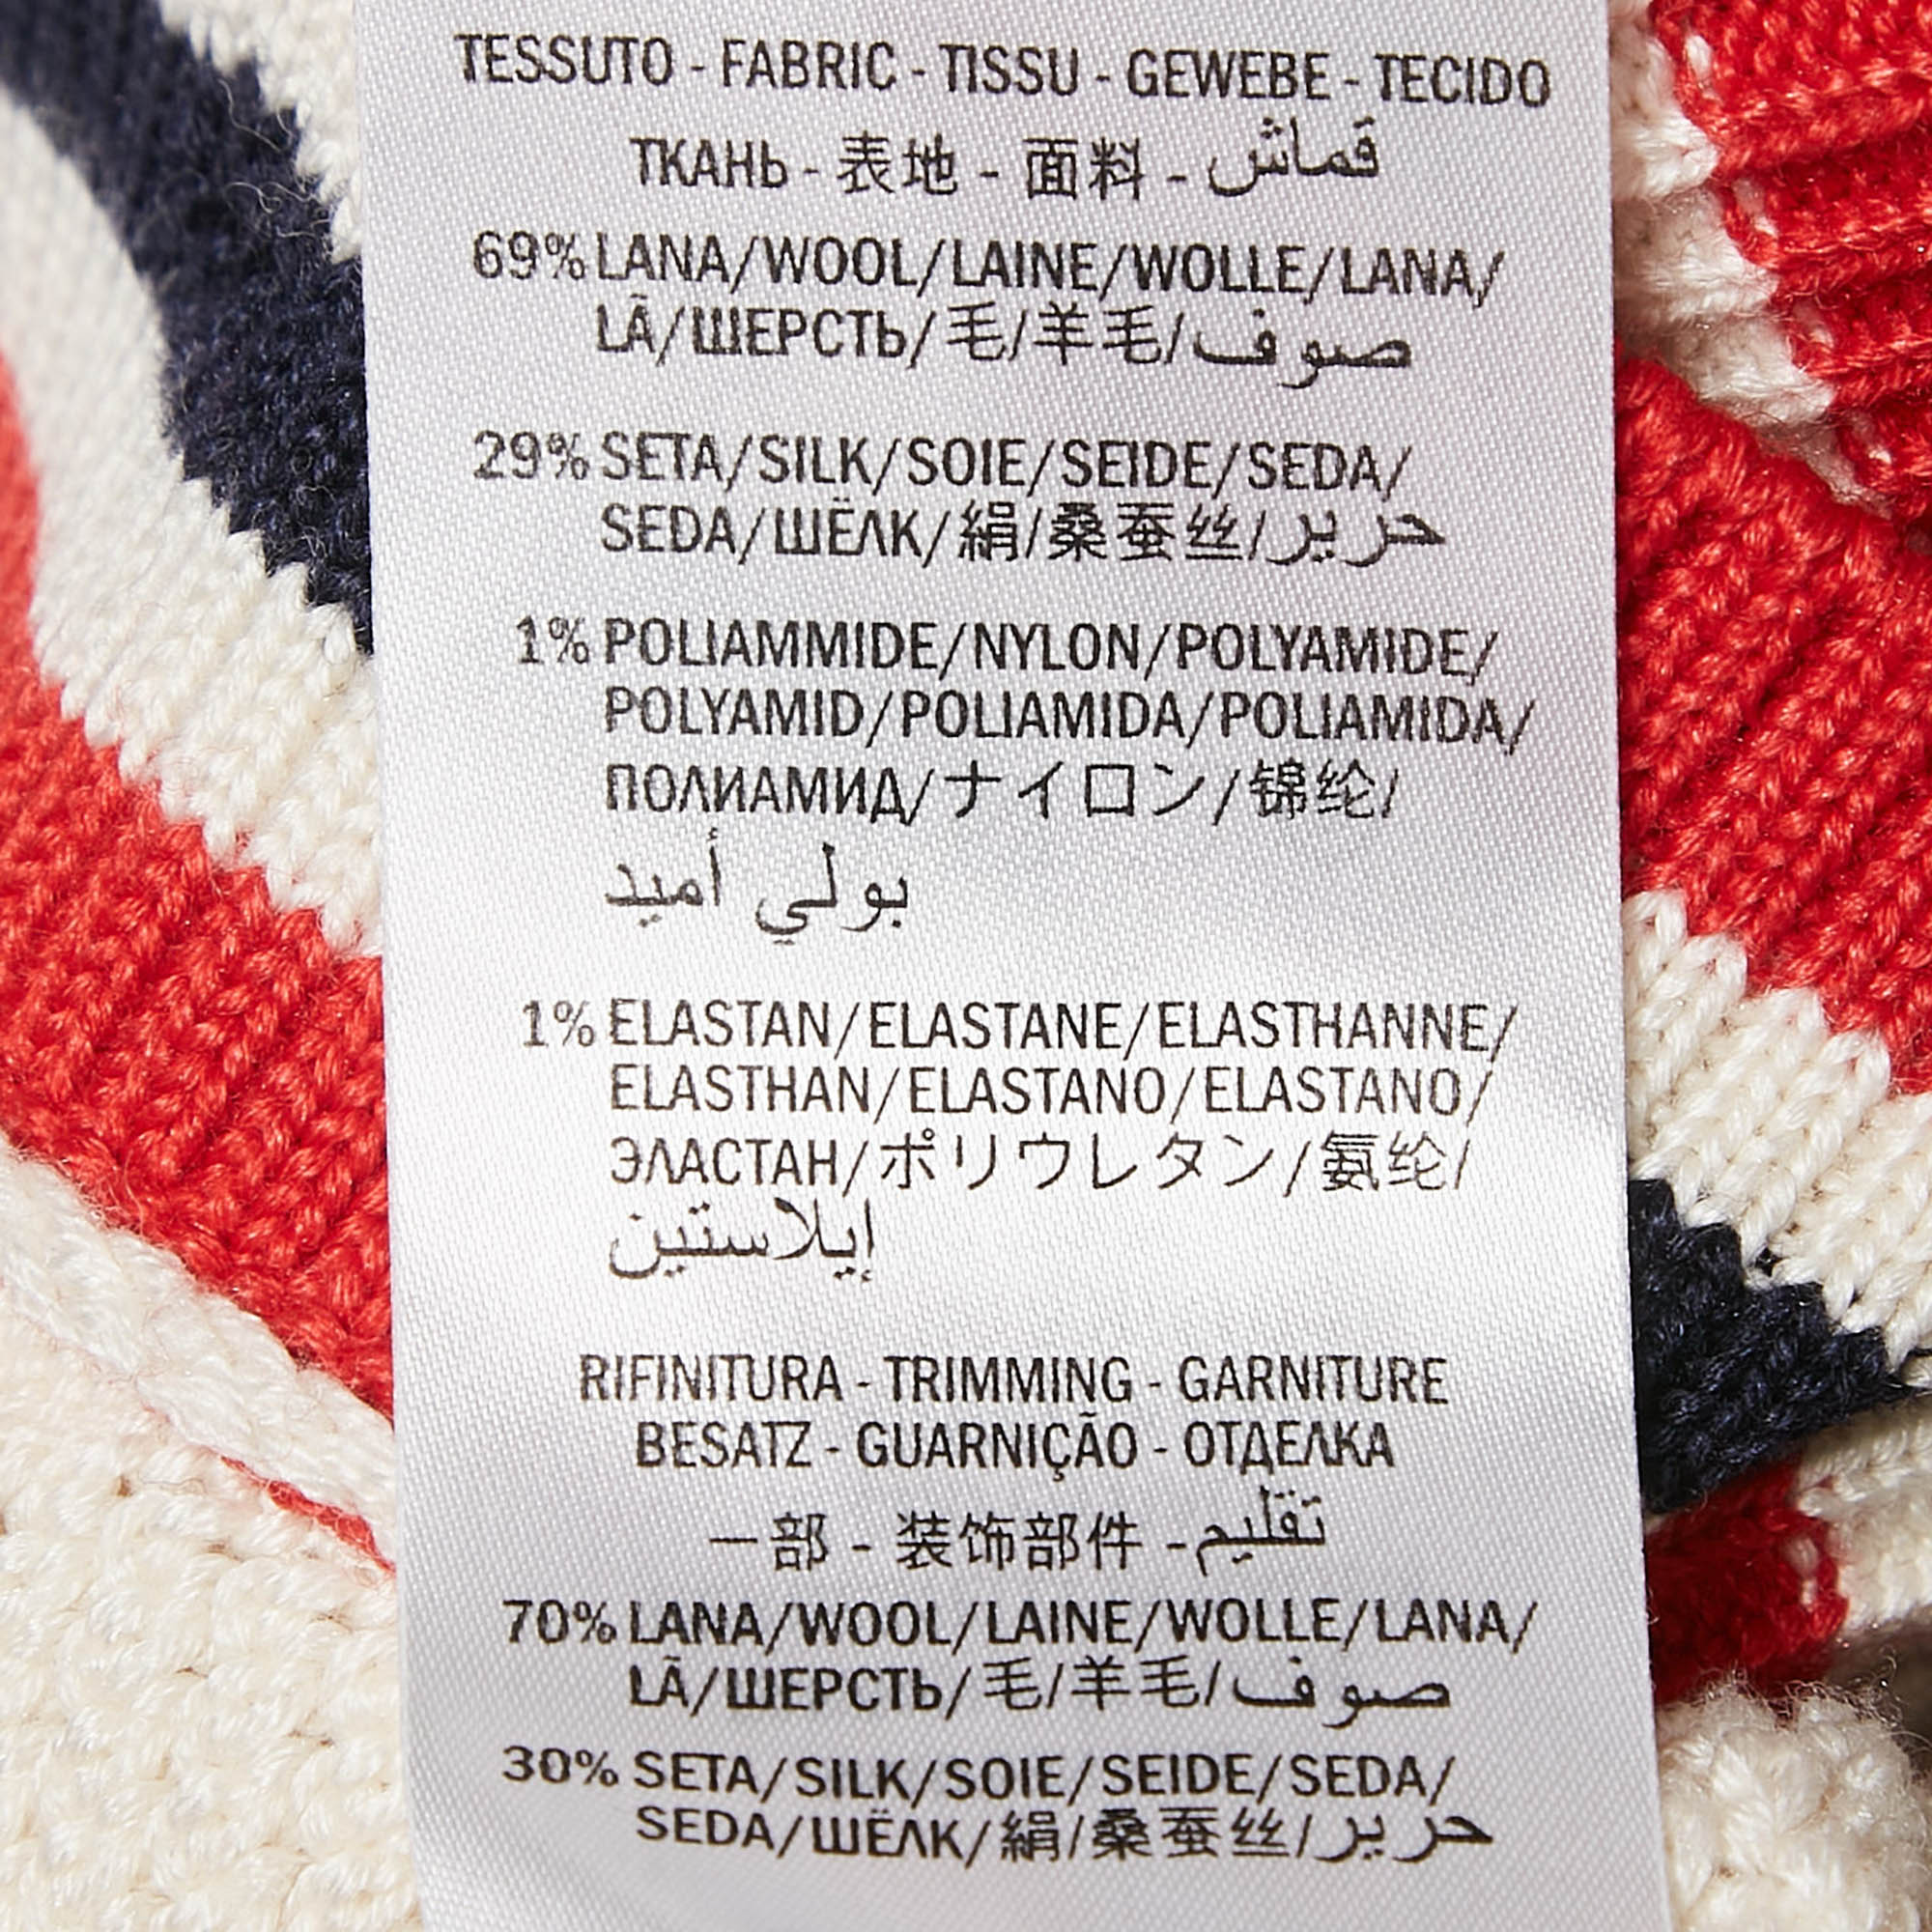 TESSUTO - FABRIC - TISSU - GEWEBE - TECIDO
ТКАНЬ - 表地 - 面料 - قماش
69% LANA/WOOL/LAINE/WOLLE/LANA/
LÃ/ШЕРСТЬ/毛/羊毛/صوف
29% SETA/SILK/SOIE/SEIDE/SEDA/
SEDA/ШЁЛК/絹/桑蚕丝/حرير
1% POLIAMMIDE/NYLON/POLYAMIDE/
POLYAMID/POLIAMIDA/POLIAMIDA/
ПОЛИАМИД/ナイロン/锦纶/
بولي أميد
1% ELASTAN/ELASTANE/ELASTHANNE/
ELASTHAN/ELASTANO/ELASTANO/
ЭЛАСТАН/ポリウレタン/氨纶/
إيلاستين
RIFINITURA - TRIMMING - GARNITURE
BESATZ - GUARNIÇÃO - ОТДЕЛКА
一部 - 装饰部件 - تقليم
70% LANA/WOOL/LAINE/WOLLE/LANA/
LÃ/ШЕРСТЬ/毛/羊毛/صوف
30% SETA/SILK/SOIE/SEIDE/SEDA/
SEDA/ШЁЛК/絹/桑蚕丝/حرير